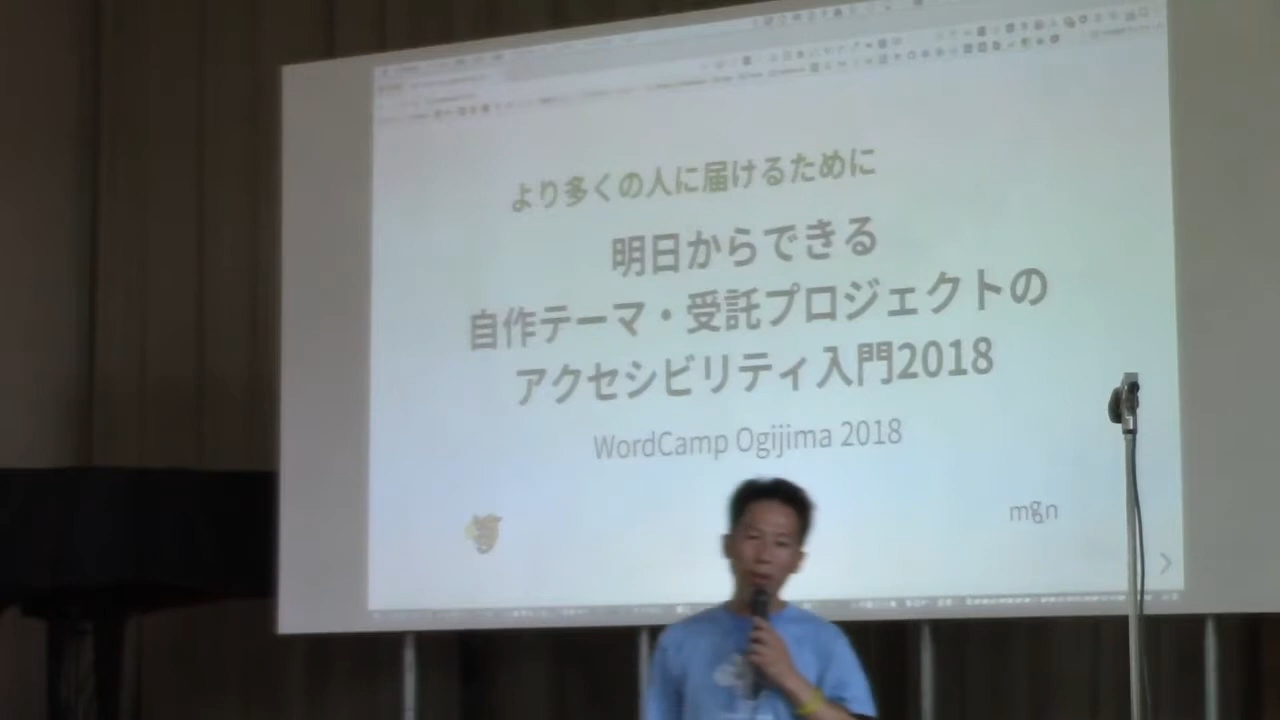 より多くの人に届けるために
明日からできる
自作テーマ・受託プロジェクトの
アクセシビリティ入門2018
WordCamp Ogijima 2018
mgn